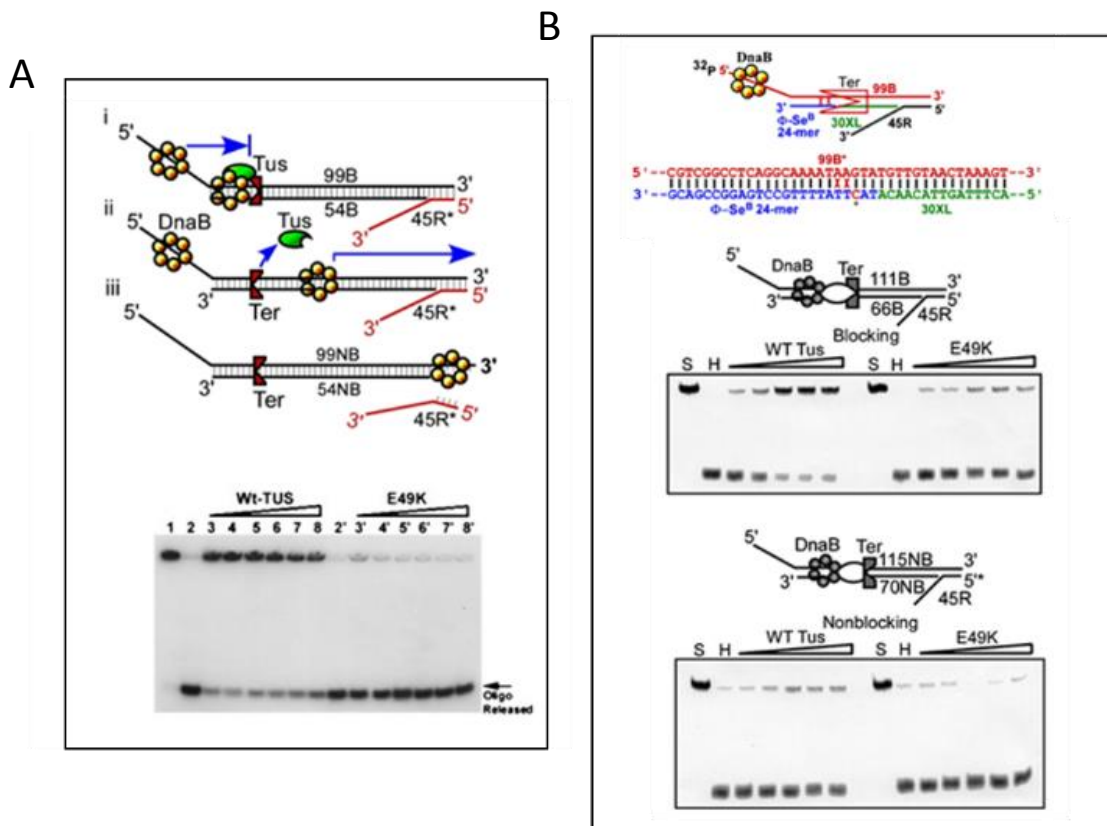 A
i
5'
Tus
99B
3'
54B
5'
3'
45R*
ii
DnaB
5'
Tus
3'
3'
Ter
5'
3'
45R*
iii
5'
99NB
3'
3'
54NB
Ter
3'
5'
45R*
Wt-TUS E49K
1 2 3 4 5 6 7 8 2' 3' 4' 5' 6' 7' 8'
Oligo
Released
B
DnaB
32P 5'
Ter
99B
3'
3'
5'
Φ-SeB
24-mer
30XL
45R
3'
99B*
5'--CGTCGGCCTCAGGCAAAATAAGTATGTTGTAACTAAAGT--3'
3'--GCAGCCGGAGTCCGTTTTATTCATACAACATTGATTTCA-5'
*
Φ-SeB 24-mer 30XL
5'
DnaB Ter
111B
3'
3'
66B
5'
45R
Blocking
S H WT Tus S H E49K
5'
DnaB Ter
115NB
3'
3'
70NB
5'*
45R
Nonblocking
S H WT Tus S H E49K